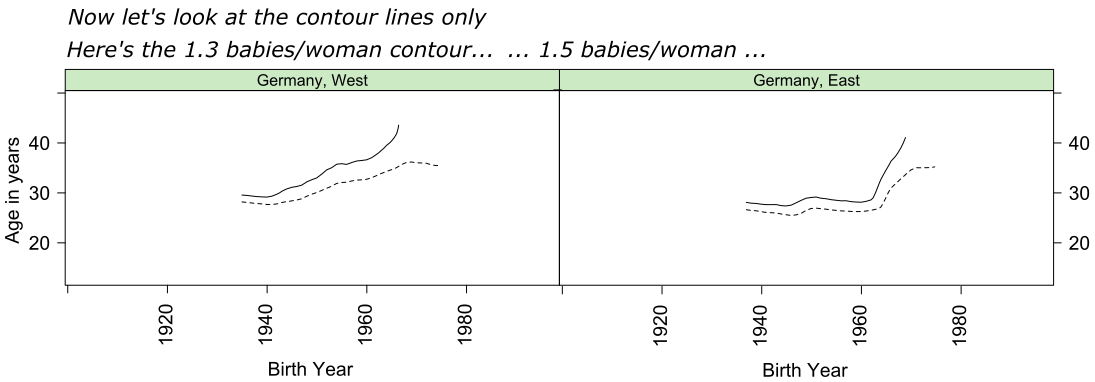 Now let's look at the contour lines only
Here's the 1.3 babies/woman contour... ... 1.5 babies/woman ...
Germany, West Germany, East
Age in years
40
30
20
40
30
20
1920 1940 1960 1980 1920 1940 1960 1980
Birth Year Birth Year